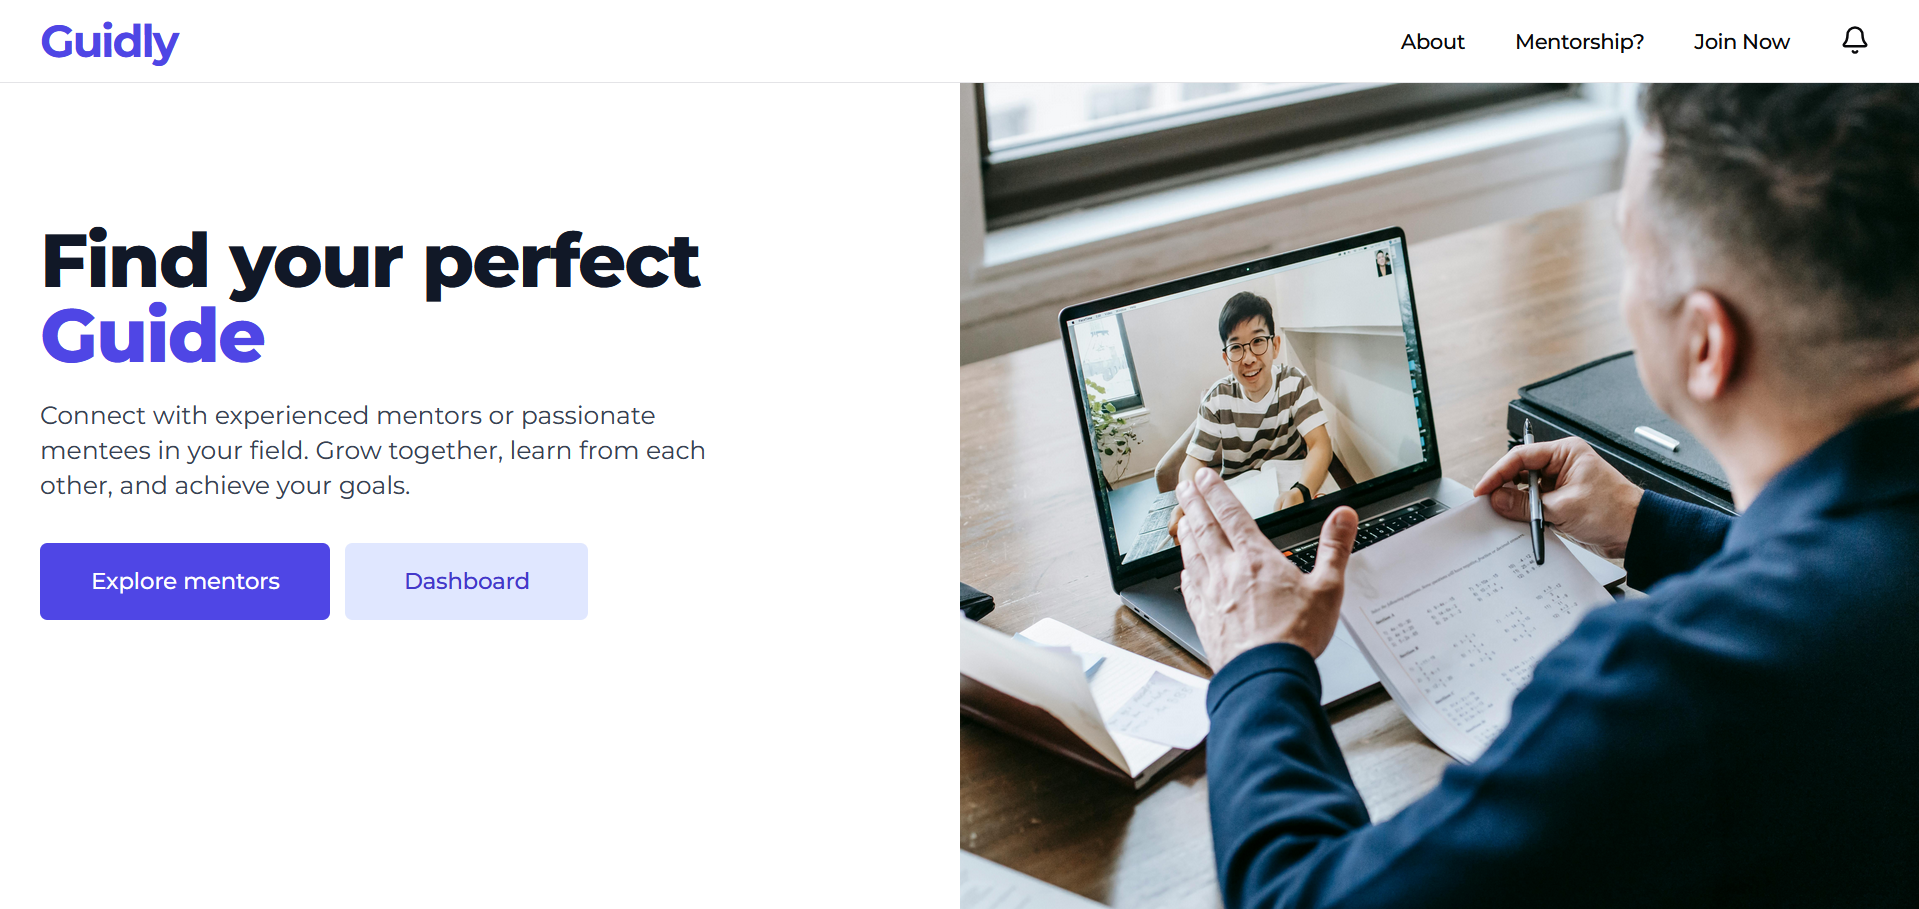 Guidly
About
Mentorship?
Join Now
Find your perfect
Guide
Connect with experienced mentors or passionate
mentees in your field. Grow together, learn from each
other, and achieve your goals.
Explore mentors
Dashboard